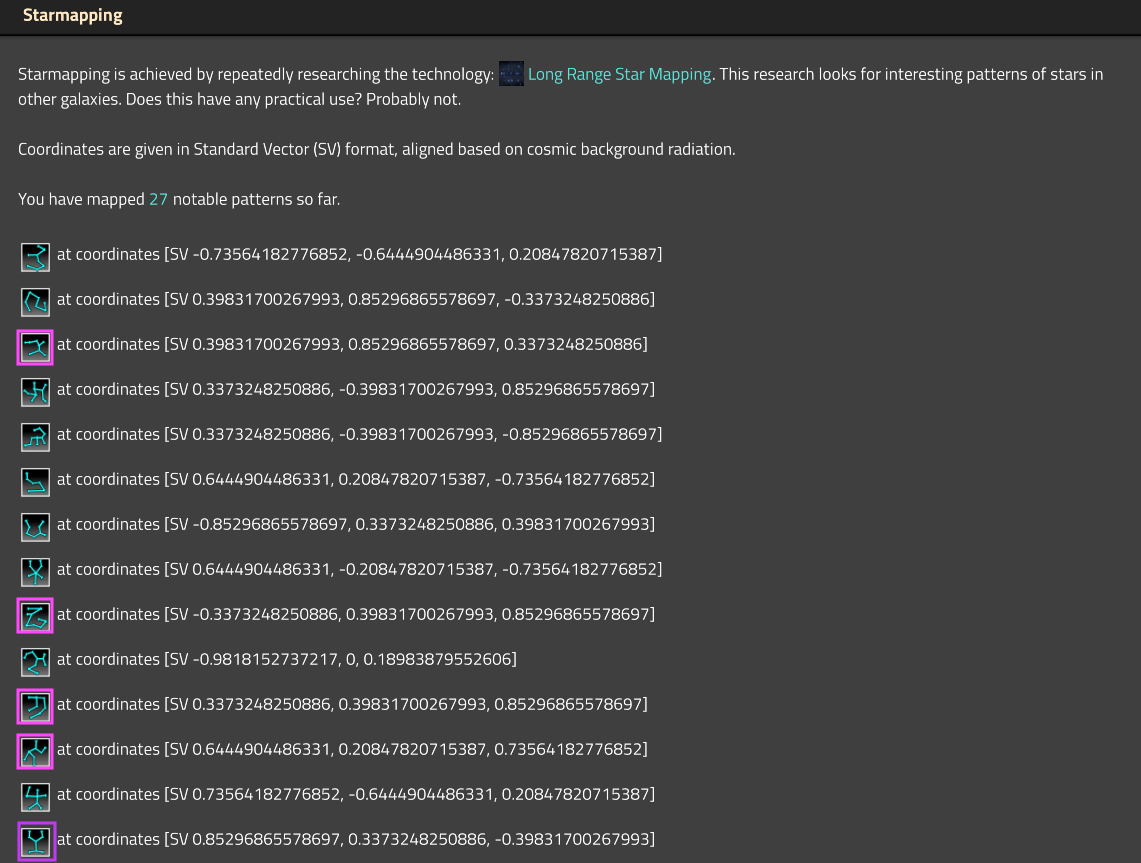 Starmapping
Starmapping is achieved by repeatedly researching the technology: Long Range Star Mapping. This research looks for interesting patterns of stars in
other galaxies. Does this have any practical use? Probably not.
Coordinates are given in Standard Vector (SV) format, aligned based on cosmic background radiation.
You have mapped 27 notable patterns so far.
at coordinates [SV -0.73564182776852, -0.6444904486331, 0.20847820715387]
at coordinates [SV 0.39831700267993, 0.85296865578697, -0.3373248250886]
at coordinates [SV 0.39831700267993, 0.85296865578697, 0.3373248250886]
at coordinates [SV 0.3373248250886, -0.39831700267993, 0.85296865578697]
at coordinates [SV 0.3373248250886, -0.39831700267993, -0.85296865578697]
at coordinates [SV 0.6444904486331, 0.20847820715387, -0.73564182776852]
at coordinates [SV -0.85296865578697, 0.3373248250886, 0.39831700267993]
at coordinates [SV 0.6444904486331, -0.20847820715387, -0.73564182776852]
at coordinates [SV -0.3373248250886, 0.39831700267993, 0.85296865578697]
at coordinates [SV -0.9818152737217, 0, 0.18983879552606]
at coordinates [SV 0.3373248250886, 0.39831700267993, 0.85296865578697]
at coordinates [SV 0.6444904486331, 0.20847820715387, 0.73564182776852]
at coordinates [SV 0.73564182776852, -0.6444904486331, 0.20847820715387]
at coordinates [SV 0.85296865578697, 0.3373248250886, -0.39831700267993]